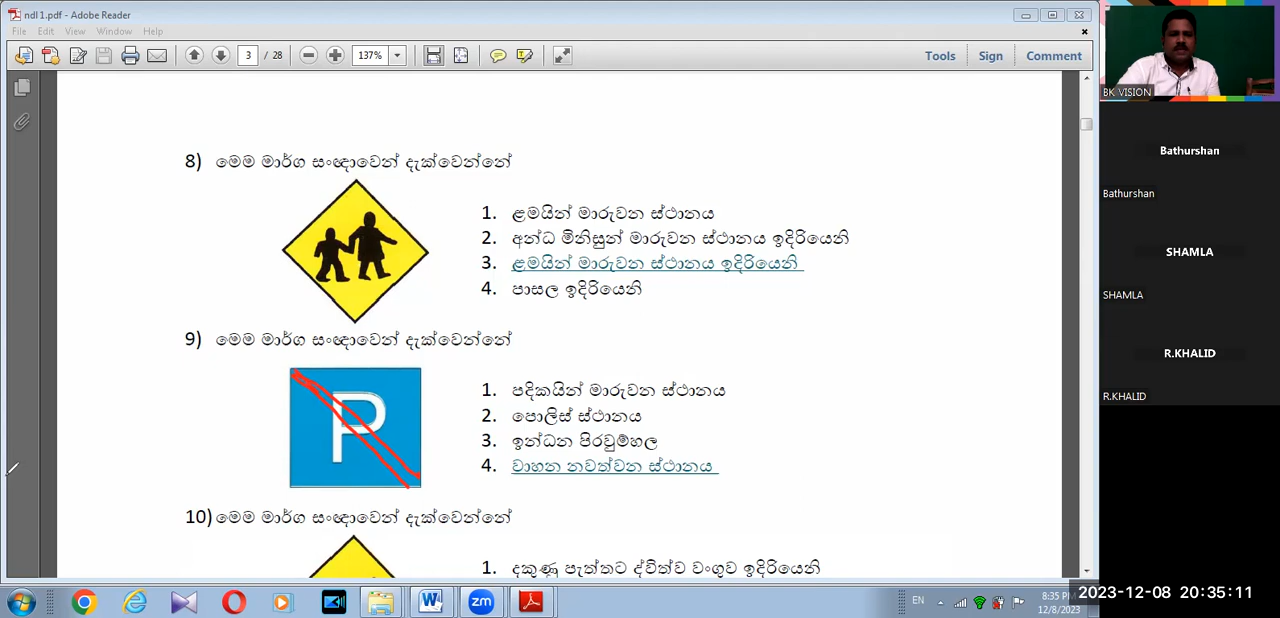 ndl 1.pdf - Adobe Reader
File Edit View Window Help
3 / 28 137% Tools Sign Comment
8) මෙම මාර්ග සංඥාවෙන් දැක්වෙන්නේ
1. ළමයින් මාරුවන ස්ථානය
2. අන්ධ මිනිසුන් මාරුවන ස්ථානය ඉදිරියෙනි
3. ළමයින් මාරුවන ස්ථානය ඉදිරියෙනි
4. පාසල ඉදිරියෙනි
9) මෙම මාර්ග සංඥාවෙන් දැක්වෙන්නේ
P
1. පදිකයින් මාරුවන ස්ථානය
2. පොලිස් ස්ථානය
3. ඉන්ධන පිරවුම්හල
4. වාහන නවත්වන ස්ථානය
10) මෙම මාර්ග සංඥාවෙන් දැක්වෙන්නේ
1. දකුණු පැත්තට ද්විත්ව වංගුව ඉදිරියෙනි
BK VISION
Bathurshan
Bathurshan
SHAMLA
SHAMLA
R.KHALID
R.KHALID
zm
EN
8:35 PM
12/8/2023
2023-12-08 20:35:11